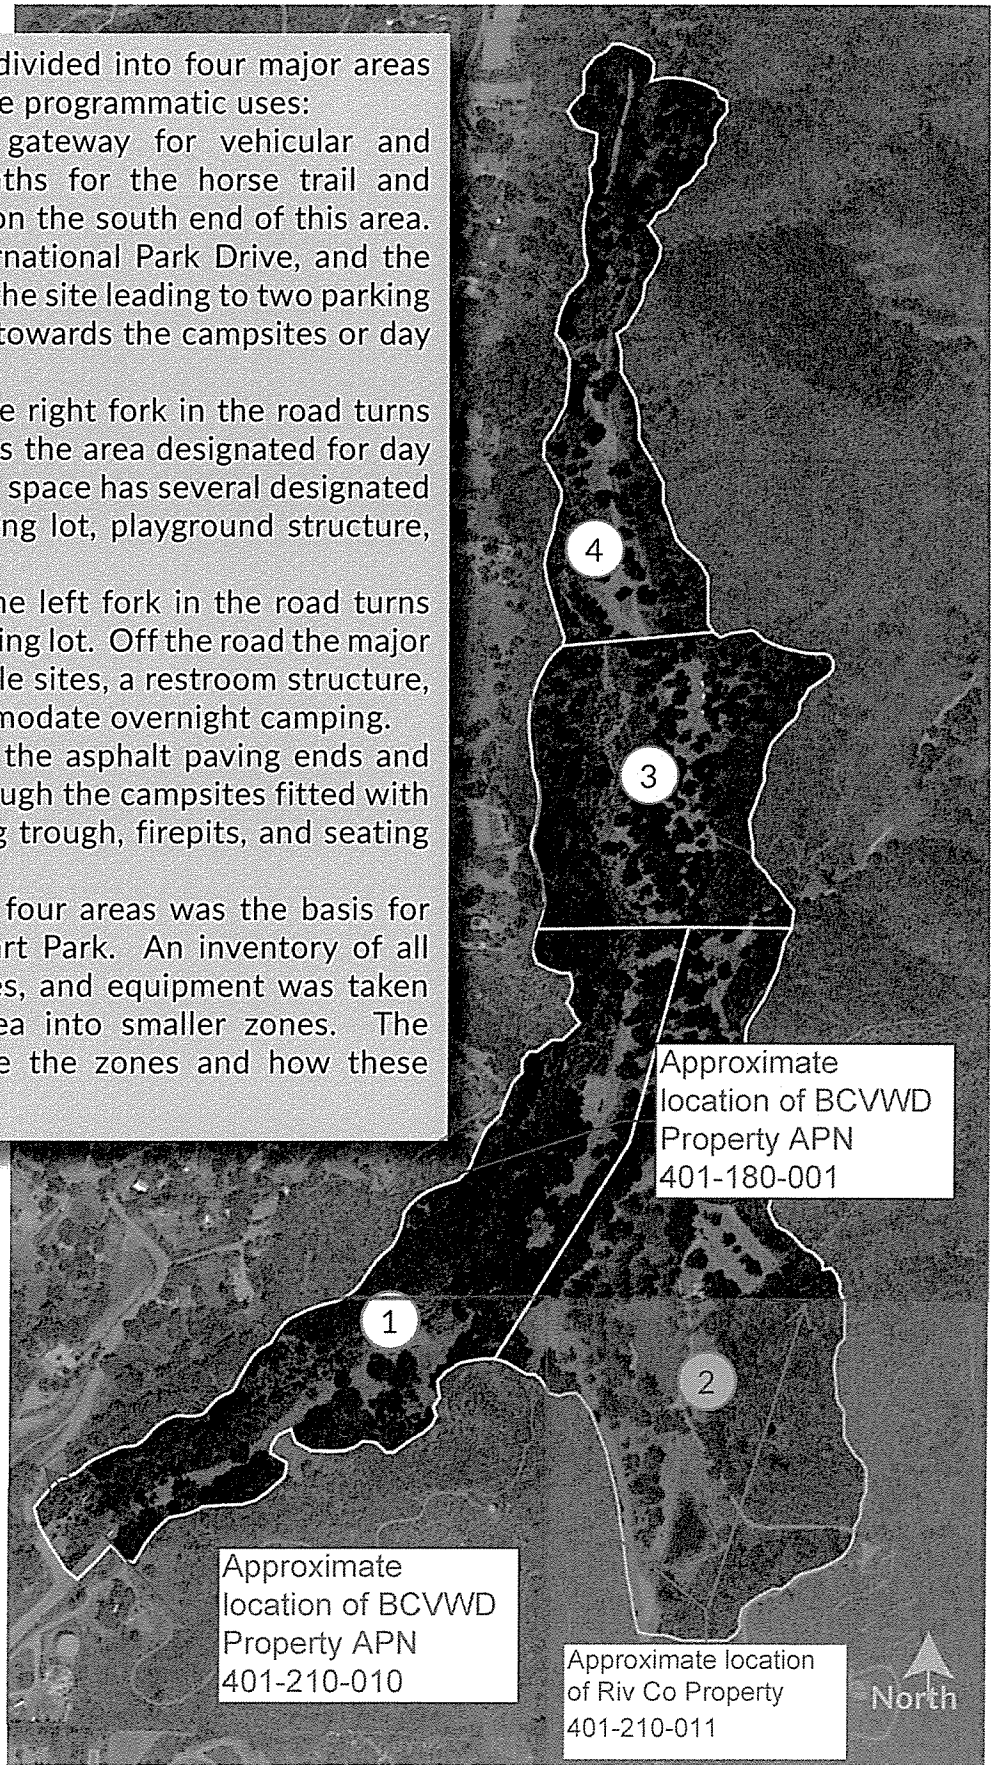 divided into four major areas
e programmatic uses:
gateway for vehicular and
ths for the horse trail and
on the south end of this area.
rnational Park Drive, and the
the site leading to two parking
towards the campsites or day
e right fork in the road turns
s the area designated for day
space has several designated
ng lot, playground structure,
ne left fork in the road turns
ing lot. Off the road the major
le sites, a restroom structure,
modate overnight camping.
the asphalt paving ends and
ugh the campsites fitted with
g trough, firepits, and seating
four areas was the basis for
art Park. An inventory of all
es, and equipment was taken
ea into smaller zones. The
e the zones and how these
4
3
Approximate
location of BCVWD
Property APN
401-180-001
1
2
Approximate
location of BCVWD
Property APN
401-210-010
Approximate location
of Riv Co Property
401-210-011
North